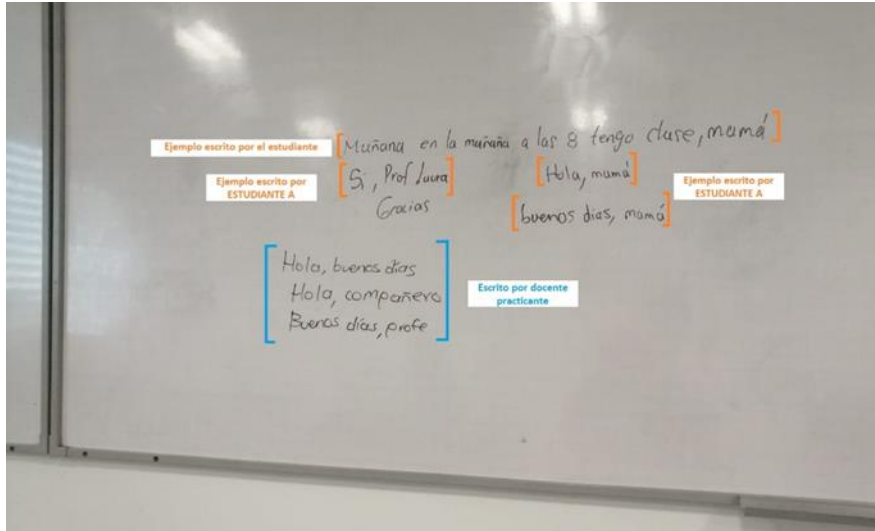 Ejemplo escrito por el estudiante
[Mañana en la mañana a las 8 tengo clase, mamá]
Ejemplo escrito por
ESTUDIANTE A
[Si, Prof Laura]
Gracias
[Hola, mamá]
[buenos dias, mamá]
Ejemplo escrito por
ESTUDIANTE A
Hola, buenos días
Hola, compañero
Buenos días, profe
Escrito por docente
practicante